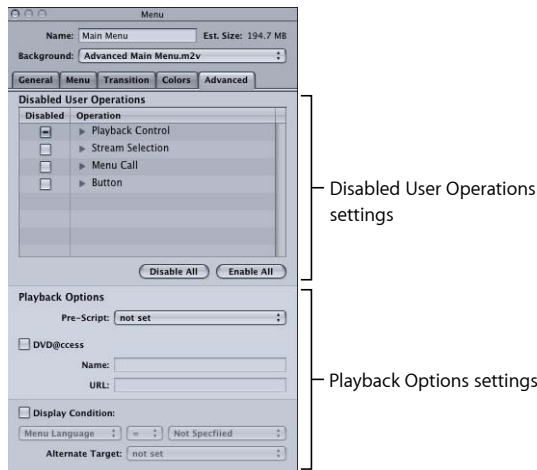 Menu
Name: Main Menu Est. Size: 194.7 MB
Background: Advanced Main Menu.m2v
General Menu Transition Colors Advanced
Disabled User Operations
Disabled Operation
Playback Control
Stream Selection
Menu Call
Button
Disable All Enable All
Disabled User Operations
settings
Playback Options
Pre-Script: not set
DVD@ccess
Name:
URL:
Display Condition:
Menu Language = Not Specfiied
Alternate Target: not set
Playback Options settings